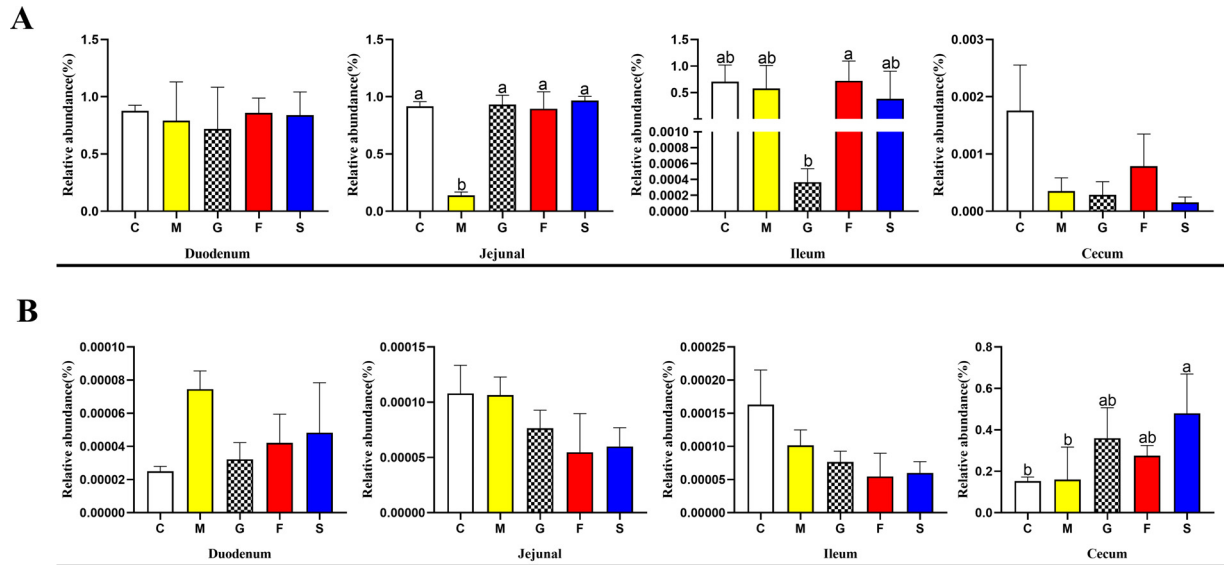 A
Relative abundance(%)
1.5
1.0
0.5
0.0
C M G F S
Duodenum
Relative abundance(%)
1.5
1.0
0.5
0.0
a b a a a
C M G F S
Jejunal
Relative abundance(%)
1.5
1.0
0.5
0.0010
0.0008
0.0006
0.0004
0.0002
0.0000
ab ab b a ab
C M G F S
Ileum
Relative abundance(%)
0.003
0.002
0.001
0.000
C M G F S
Cecum
B
Relative abundance(%)
0.00010
0.00008
0.00006
0.00004
0.00002
0.00000
C M G F S
Duodenum
Relative abundance(%)
0.00015
0.00010
0.00005
0.00000
C M G F S
Jejunal
Relative abundance(%)
0.00025
0.00020
0.00015
0.00010
0.00005
0.00000
C M G F S
Ileum
Relative abundance(%)
0.8
0.6
0.4
0.2
0.0
b b ab ab a
C M G F S
Cecum